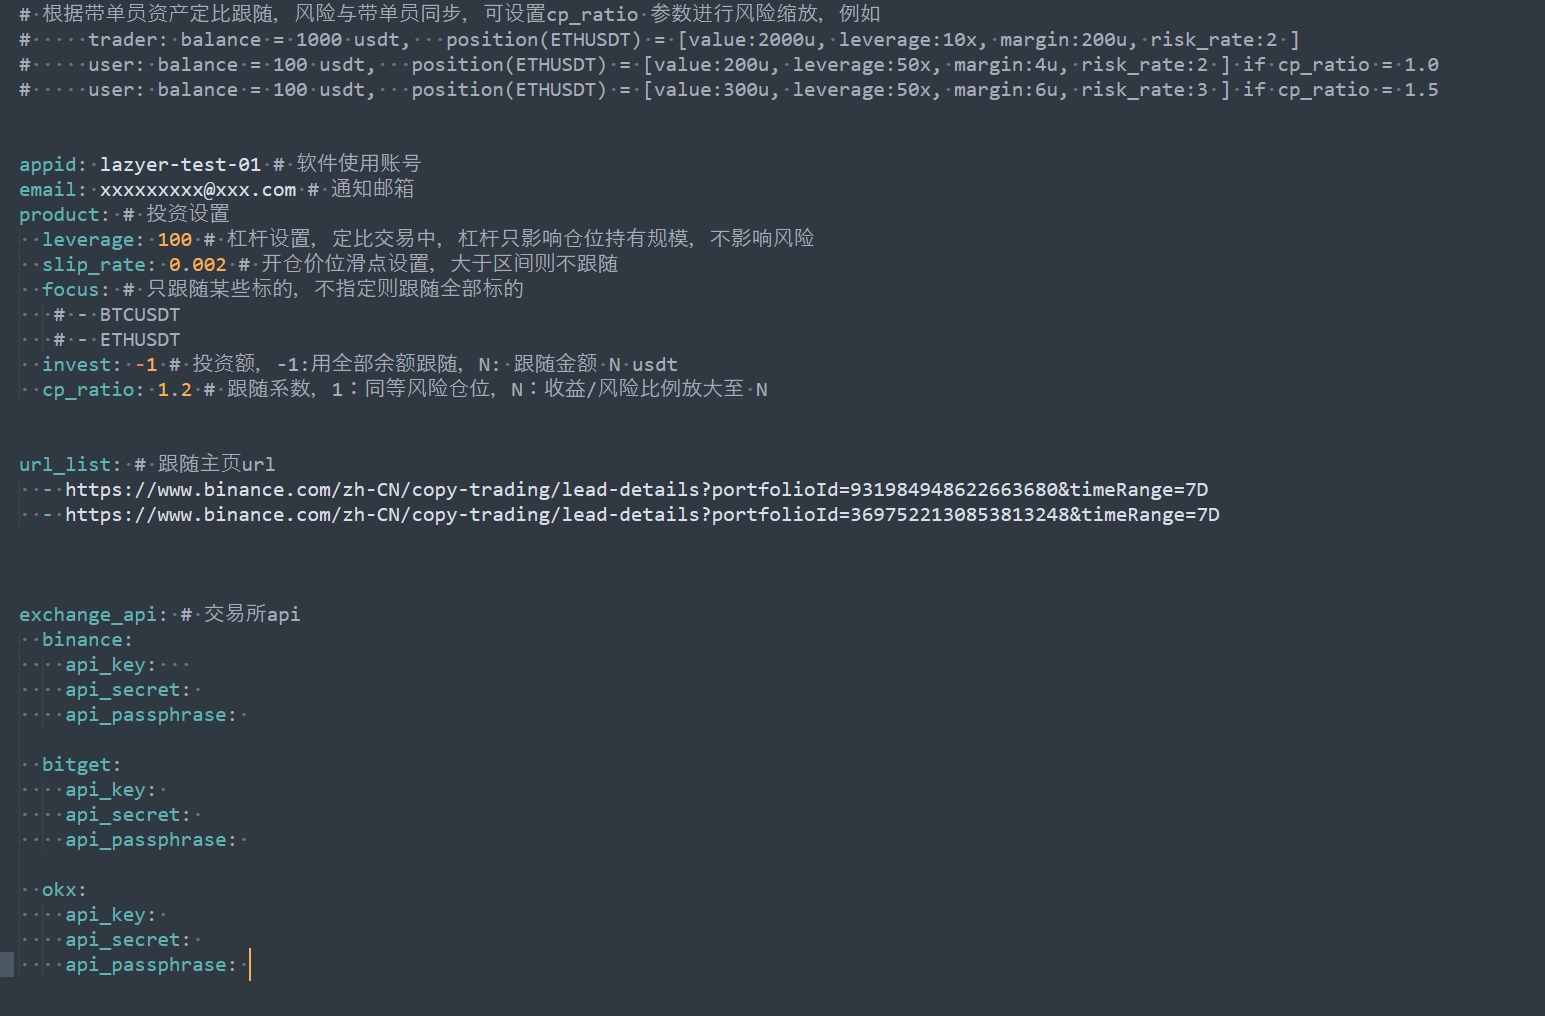 # 根据带单员资产定比跟随, 风险与带单员同步, 可设置cp_ratio 参数进行风险缩放, 例如
#     trader: balance = 1000 usdt,   position(ETHUSDT) = [value:2000u, leverage:10x, margin:200u, risk_rate:2 ]
#     user: balance = 100 usdt,   position(ETHUSDT) = [value:200u, leverage:50x, margin:4u, risk_rate:2 ] if cp_ratio = 1.0
#     user: balance = 100 usdt,   position(ETHUSDT) = [value:300u, leverage:50x, margin:6u, risk_rate:3 ] if cp_ratio = 1.5
appid: lazyer-test-01 # 软件使用账号
email: xxxxxxxxx@xxx.com # 通知邮箱
product: # 投资设置
  leverage: 100 # 杠杆设置, 定比交易中, 杠杆只影响仓位持有规模, 不影响风险
  slip_rate: 0.002 # 开仓价位滑点设置, 大于区间则不跟随
  focus: # 只跟随某些标的, 不指定则跟随全部标的
   # - BTCUSDT
   # - ETHUSDT
  invest: -1 # 投资额, -1:用全部余额跟随, N: 跟随金额 N usdt
  cp_ratio: 1.2 # 跟随系数, 1：同等风险仓位, N：收益/风险比例放大至 N
url_list: # 跟随主页url
  - https://www.binance.com/zh-CN/copy-trading/lead-details?portfolioId=931984948622663680&timeRange=7D
  - https://www.binance.com/zh-CN/copy-trading/lead-details?portfolioId=3697522130853813248&timeRange=7D
exchange_api: # 交易所api
  binance:
    api_key:
    api_secret:
    api_passphrase:
  bitget:
    api_key:
    api_secret:
    api_passphrase:
  okx:
    api_key:
    api_secret:
    api_passphrase: